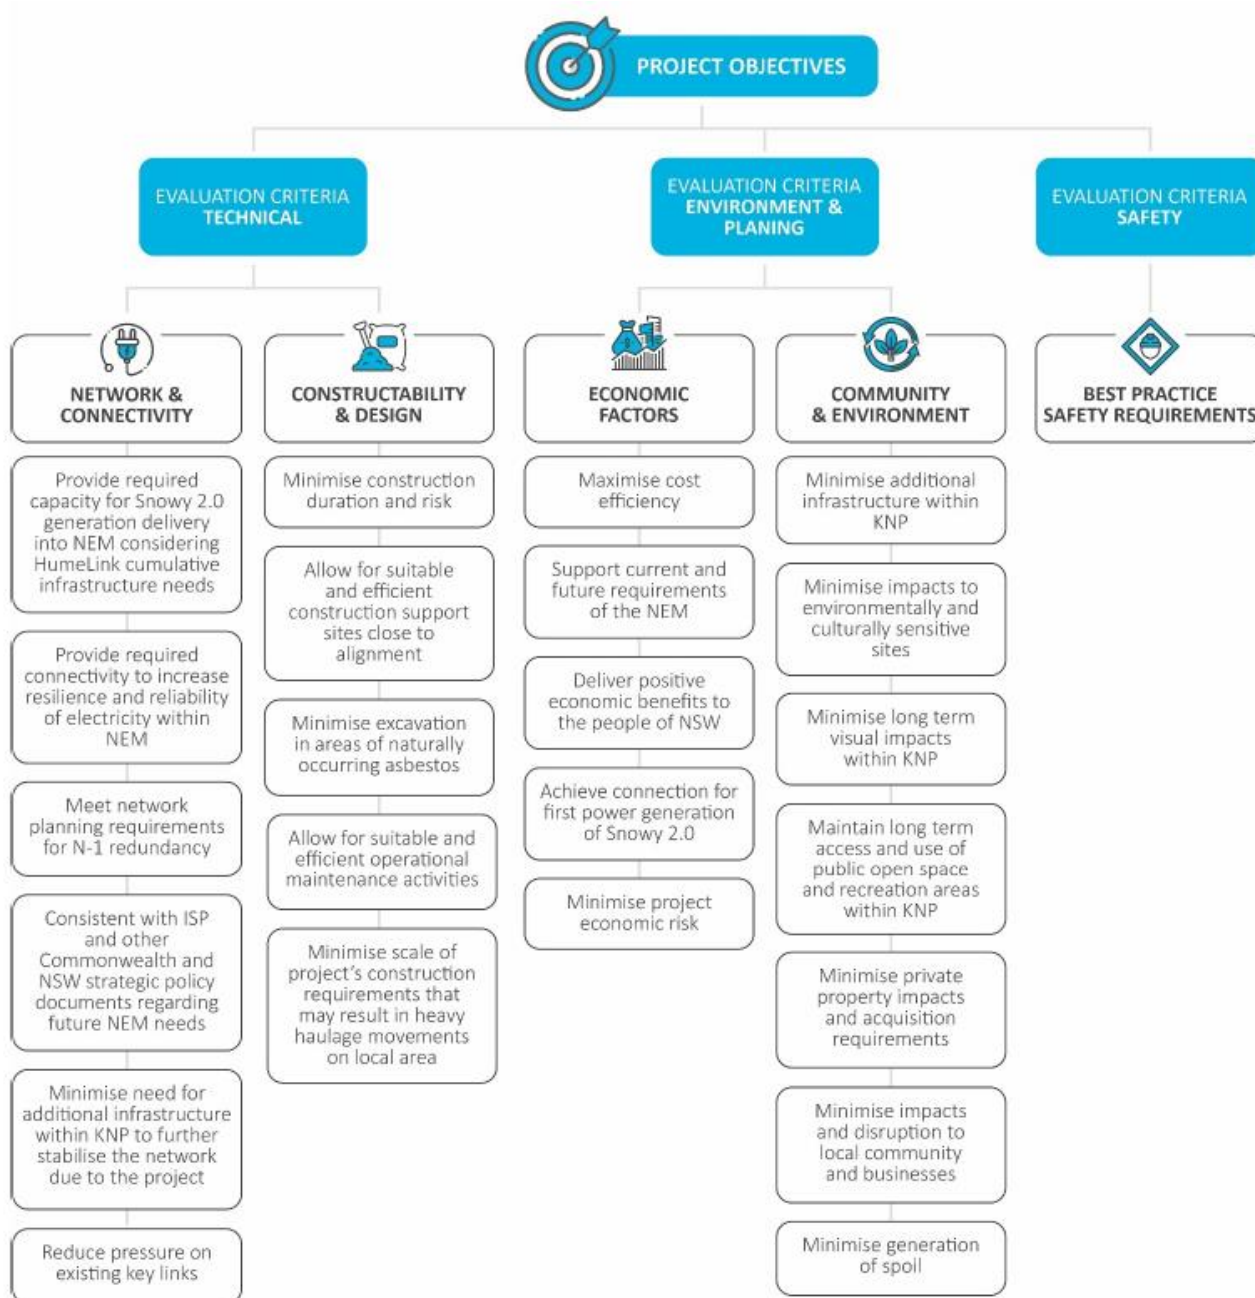 PROJECT OBJECTIVES
EVALUATION CRITERIA
TECHNICAL
EVALUATION CRITERIA
ENVIRONMENT &
PLANING
EVALUATION CRITERIA
SAFETY
NETWORK &
CONNECTIVITY
Provide required
capacity for Snowy 2.0
generation delivery
into NEM considering
HumeLink cumulative
infrastructure needs
Provide required
connectivity to increase
resilience and reliability
of electricity within
NEM
Meet network
planning requirements
for N-1 redundancy
Consistent with ISP
and other
Commonwealth and
NSW strategic policy
documents regarding
future NEM needs
Minimise need for
additional infrastructure
within KNP to further
stabilise the network
due to the project
Reduce pressure on
existing key links
CONSTRUCTABILITY
& DESIGN
Minimise construction
duration and risk
Allow for suitable
and efficient
construction support
sites close to
alignment
Minimise excavation
in areas of naturally
occurring asbestos
Allow for suitable and
efficient operational
maintenance activities
Minimise scale of
project's construction
requirements that
may result in heavy
haulage movements
on local area
ECONOMIC
FACTORS
Maximise cost
efficiency
Support current and
future requirements
of the NEM
Deliver positive
economic benefits to
the people of NSW
Achieve connection for
first power generation
of Snowy 2.0
Minimise project
economic risk
COMMUNITY
& ENVIRONMENT
Minimise additional
infrastructure within
KNP
Minimise impacts to
environmentally and
culturally sensitive
sites
Minimise long term
visual impacts
within KNP
Maintain long term
access and use of
public open space
and recreation areas
within KNP
Minimise private
property impacts
and acquisition
requirements
Minimise impacts
and disruption to
local community
and businesses
Minimise generation
of spoil
BEST PRACTICE
SAFETY REQUIREMENTS